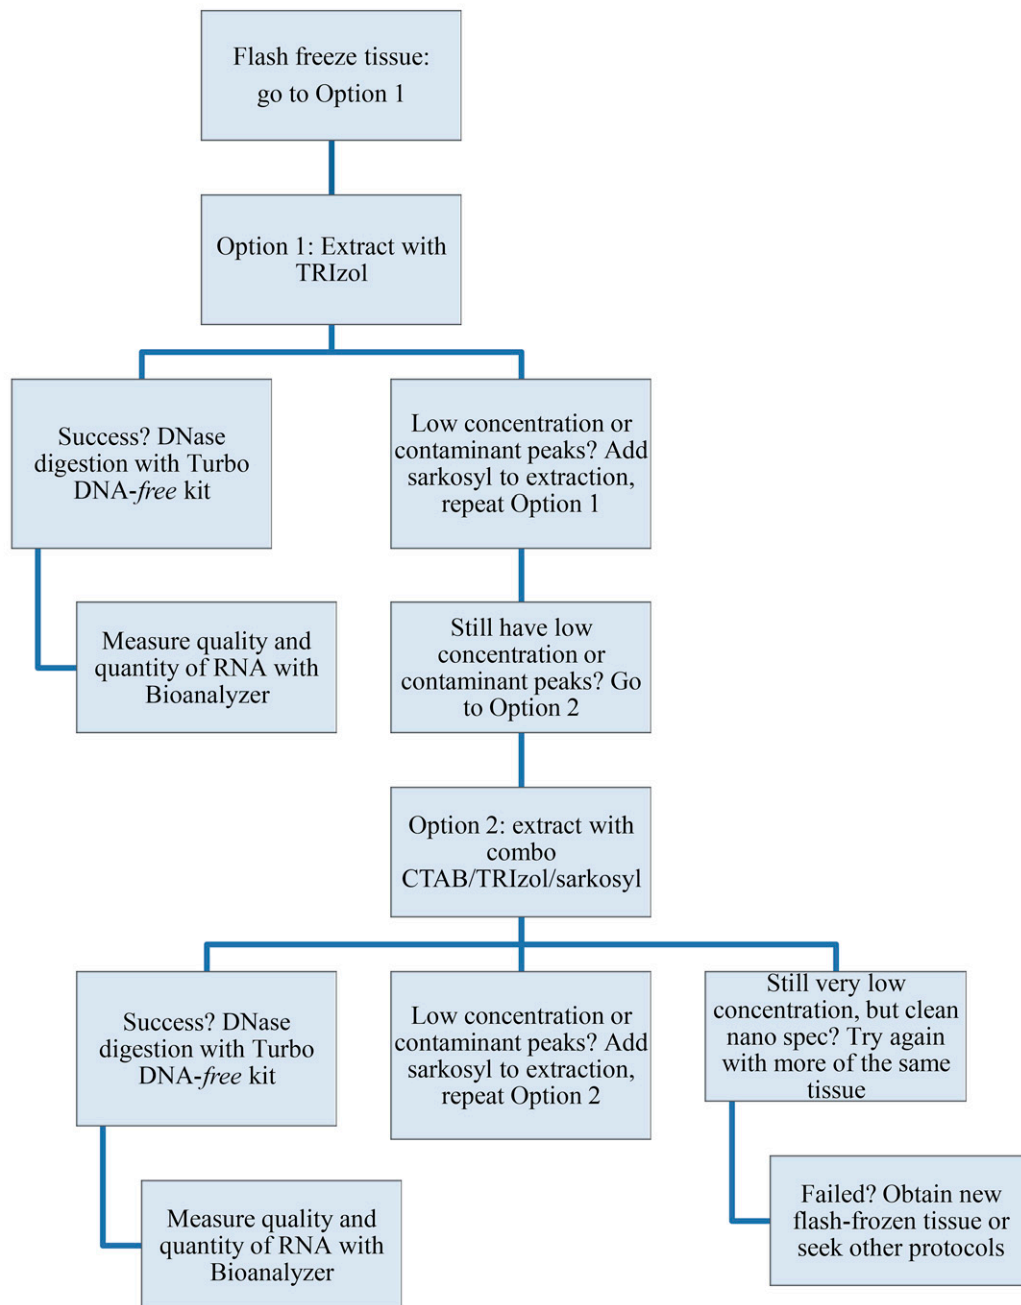 Flash freeze tissue:
go to Option 1
Option 1: Extract with
TRIzol
Success? DNase
digestion with Turbo
DNA-free kit
Low concentration or
contaminant peaks? Add
sarkosyl to extraction,
repeat Option 1
Measure quality and
quantity of RNA with
Bioanalyzer
Still have low
concentration or
contaminant peaks? Go
to Option 2
Option 2: extract with
combo
CTAB/TRIzol/sarkosyl
Success? DNase
digestion with Turbo
DNA-free kit
Low concentration or
contaminant peaks? Add
sarkosyl to extraction,
repeat Option 2
Still very low
concentration, but clean
nano spec? Try again
with more of the same
tissue
Measure quality and
quantity of RNA with
Bioanalyzer
Failed? Obtain new
flash-frozen tissue or
seek other protocols